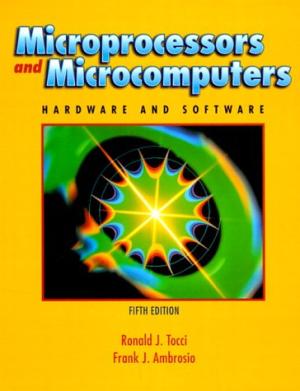 Microprocessors
and Microcomputers
HARDWARE AND SOFTWARE
FIFTH EDITION
Ronald J. Tocci
Frank J. Ambrosio